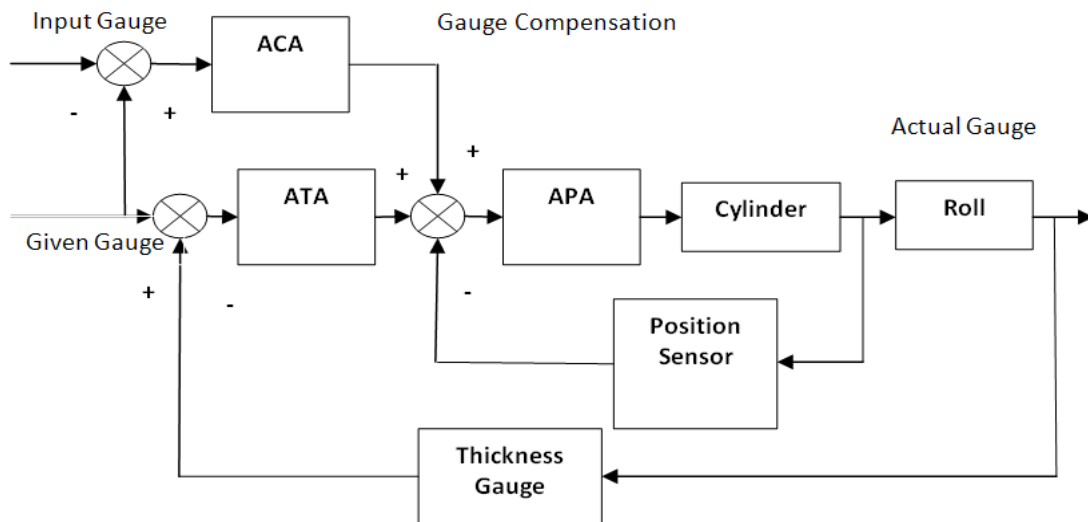 Input Gauge
ACA
Gauge Compensation
-
+
Actual Gauge
+
+
ATA
APA
Cylinder
Roll
Given Gauge
+
-
-
Position
Sensor
Thickness
Gauge